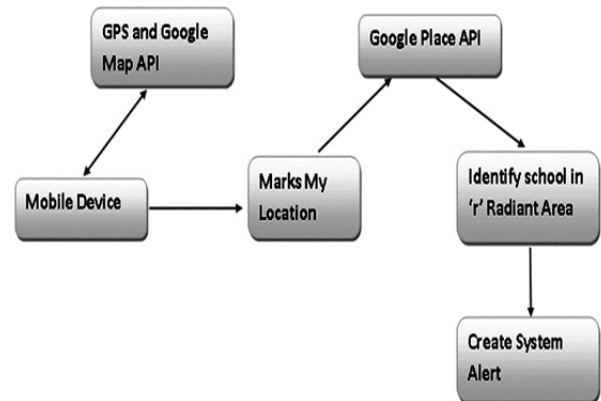 GPS and Google
Map API
Google Place API
Mobile Device
Marks My
Location
Identify school in
‘r’ Radiant Area
Create System
Alert